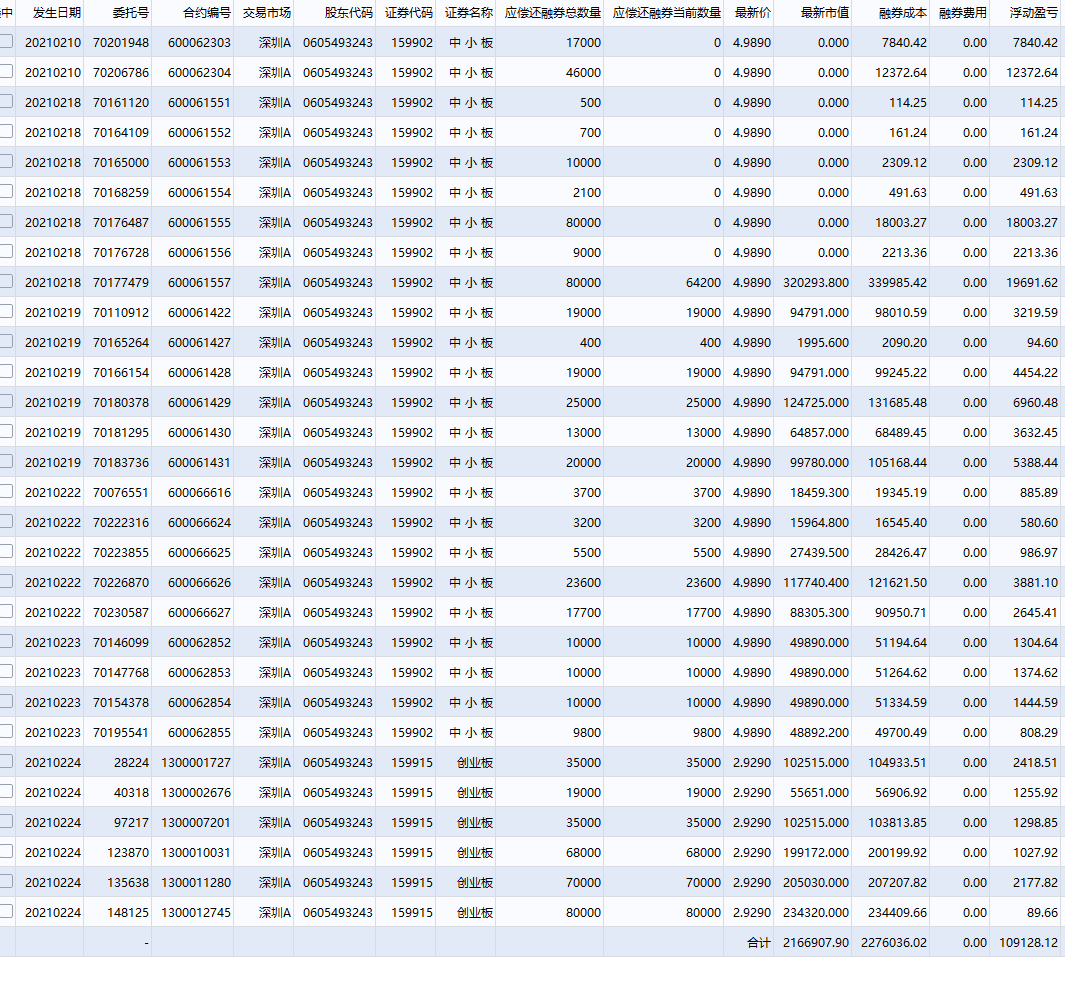 中 发生日期 委托号 合约编号 交易市场 股东代码 证券代码 证券名称 应偿还融券总数量 应偿还融券当前数量 最新价 最新市值 融券成本 融券费用 浮动盈亏
20210210 70201948 600062303 深圳A 0605493243 159902 中 小 板 17000 0 4.9890 0.000 7840.42 0.00 7840.42
20210210 70206786 600062304 深圳A 0605493243 159902 中 小 板 46000 0 4.9890 0.000 12372.64 0.00 12372.64
20210218 70161120 600061551 深圳A 0605493243 159902 中 小 板 500 0 4.9890 0.000 114.25 0.00 114.25
20210218 70164109 600061552 深圳A 0605493243 159902 中 小 板 700 0 4.9890 0.000 161.24 0.00 161.24
20210218 70165000 600061553 深圳A 0605493243 159902 中 小 板 10000 0 4.9890 0.000 2309.12 0.00 2309.12
20210218 70168259 600061554 深圳A 0605493243 159902 中 小 板 2100 0 4.9890 0.000 491.63 0.00 491.63
20210218 70176487 600061555 深圳A 0605493243 159902 中 小 板 80000 0 4.9890 0.000 18003.27 0.00 18003.27
20210218 70176728 600061556 深圳A 0605493243 159902 中 小 板 9000 0 4.9890 0.000 2213.36 0.00 2213.36
20210218 70177479 600061557 深圳A 0605493243 159902 中 小 板 80000 64200 4.9890 320293.800 339985.42 0.00 19691.62
20210219 70110912 600061422 深圳A 0605493243 159902 中 小 板 19000 19000 4.9890 94791.000 98010.59 0.00 3219.59
20210219 70165264 600061427 深圳A 0605493243 159902 中 小 板 400 400 4.9890 1995.600 2090.20 0.00 94.60
20210219 70166154 600061428 深圳A 0605493243 159902 中 小 板 19000 19000 4.9890 94791.000 99245.22 0.00 4454.22
20210219 70180378 600061429 深圳A 0605493243 159902 中 小 板 25000 25000 4.9890 124725.000 131685.48 0.00 6960.48
20210219 70181295 600061430 深圳A 0605493243 159902 中 小 板 13000 13000 4.9890 64857.000 68489.45 0.00 3632.45
20210219 70183736 600061431 深圳A 0605493243 159902 中 小 板 20000 20000 4.9890 99780.000 105168.44 0.00 5388.44
20210222 70076551 600066616 深圳A 0605493243 159902 中 小 板 3700 3700 4.9890 18459.300 19345.19 0.00 885.89
20210222 70222316 600066624 深圳A 0605493243 159902 中 小 板 3200 3200 4.9890 15964.800 16545.40 0.00 580.60
20210222 70223855 600066625 深圳A 0605493243 159902 中 小 板 5500 5500 4.9890 27439.500 28426.47 0.00 986.97
20210222 70226870 600066626 深圳A 0605493243 159902 中 小 板 23600 23600 4.9890 117740.400 121621.50 0.00 3881.10
20210222 70230587 600066627 深圳A 0605493243 159902 中 小 板 17700 17700 4.9890 88305.300 90950.71 0.00 2645.41
20210223 70146099 600062852 深圳A 0605493243 159902 中 小 板 10000 10000 4.9890 49890.000 51194.64 0.00 1304.64
20210223 70147768 600062853 深圳A 0605493243 159902 中 小 板 10000 10000 4.9890 49890.000 51264.62 0.00 1374.62
20210223 70154378 600062854 深圳A 0605493243 159902 中 小 板 10000 10000 4.9890 49890.000 51334.59 0.00 1444.59
20210223 70195541 600062855 深圳A 0605493243 159902 中 小 板 9800 9800 4.9890 48892.200 49700.49 0.00 808.29
20210224 28224 1300001727 深圳A 0605493243 159915 创业板 35000 35000 2.9290 102515.000 104933.51 0.00 2418.51
20210224 40318 1300002676 深圳A 0605493243 159915 创业板 19000 19000 2.9290 55651.000 56906.92 0.00 1255.92
20210224 97217 1300007201 深圳A 0605493243 159915 创业板 35000 35000 2.9290 102515.000 103813.85 0.00 1298.85
20210224 123870 1300010031 深圳A 0605493243 159915 创业板 68000 68000 2.9290 199172.000 200199.92 0.00 1027.92
20210224 135638 1300011280 深圳A 0605493243 159915 创业板 70000 70000 2.9290 205030.000 207207.82 0.00 2177.82
20210224 148125 1300012745 深圳A 0605493243 159915 创业板 80000 80000 2.9290 234320.000 234409.66 0.00 89.66
- 合计 2166907.90 2276036.02 0.00 109128.12